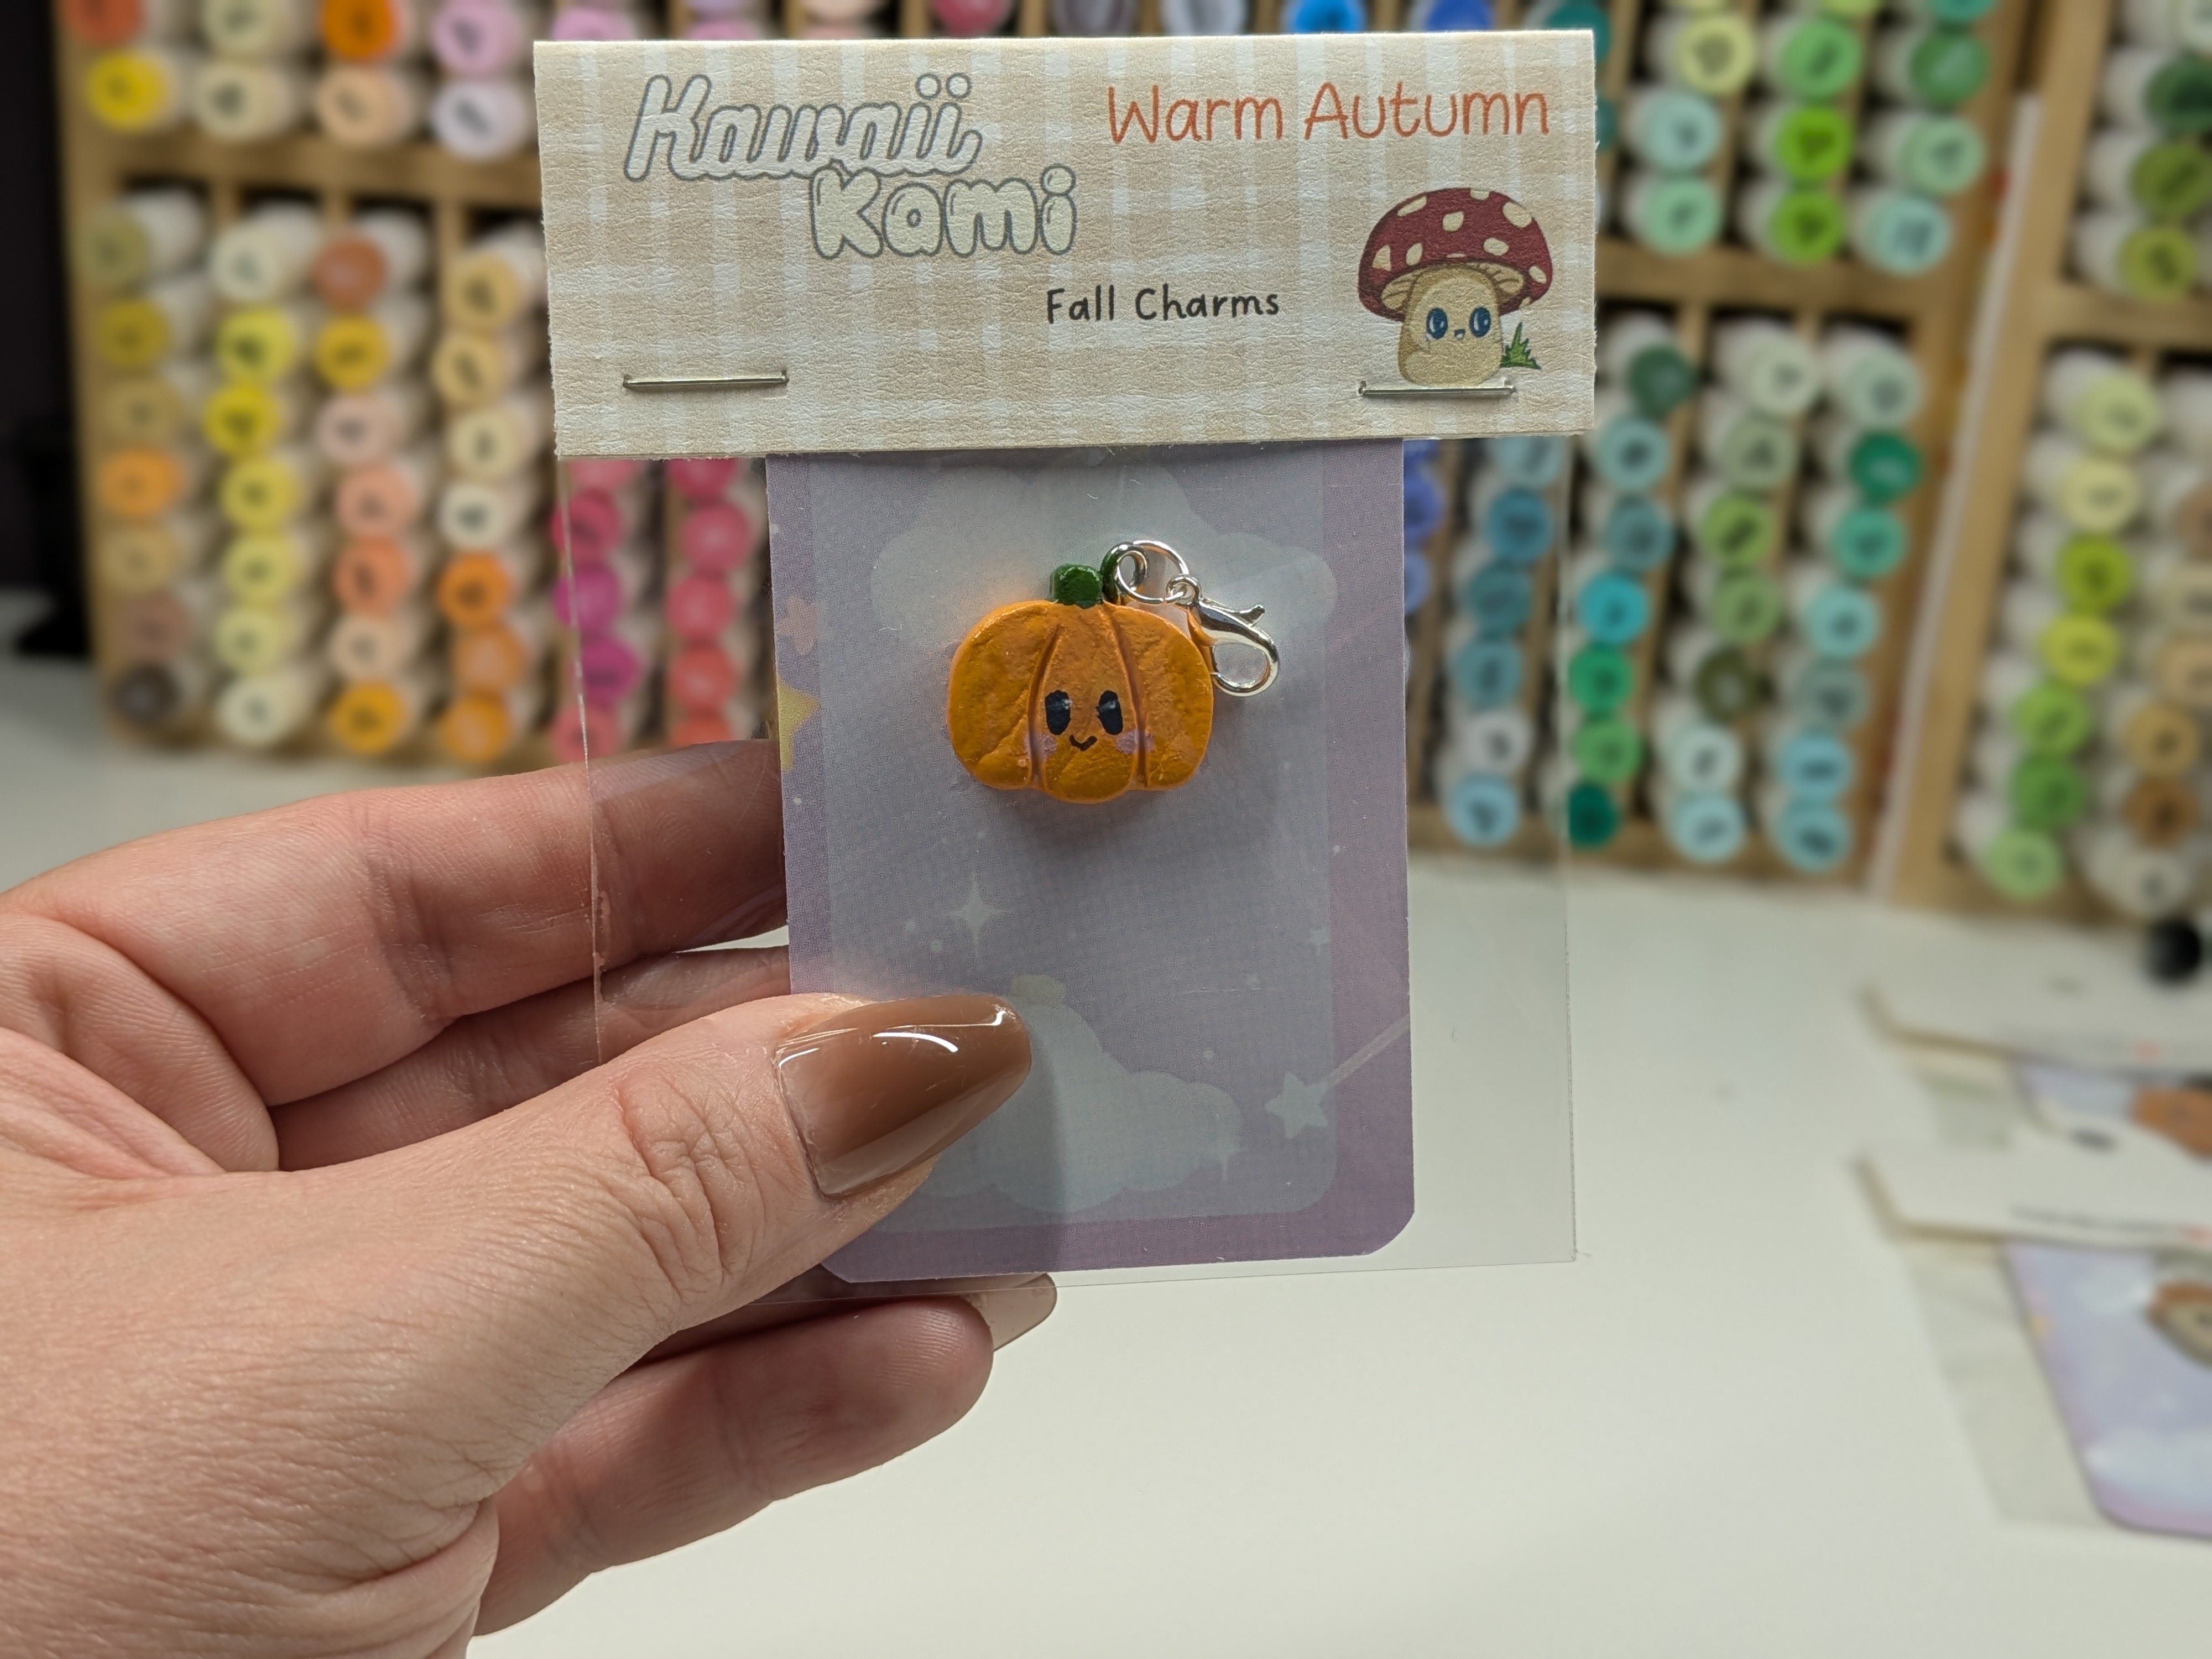 Kawaii
Kami
Warm Autumn
Fall Charms